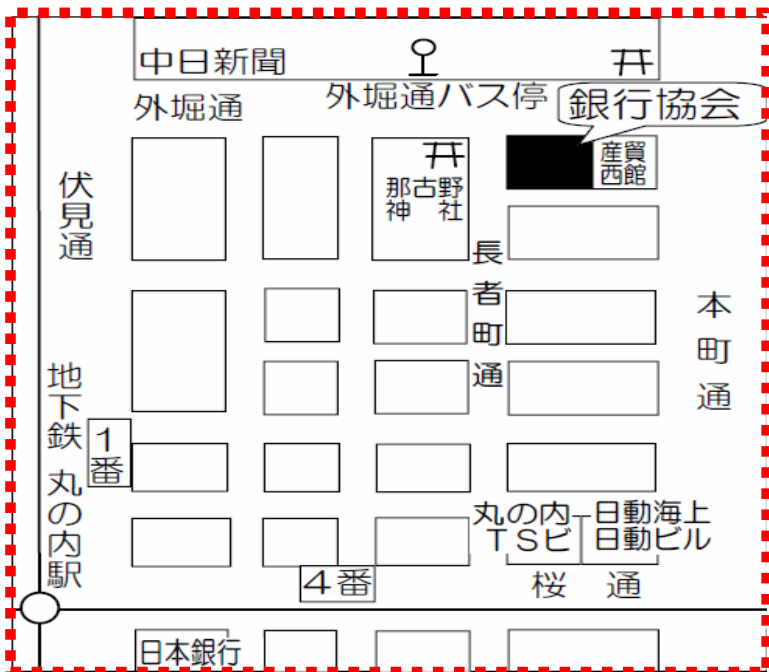 中日新聞
外堀通バス停
外堀通
銀行協会
産貿
西館
那古野
神社
伏見通
長者町通
本町通
地下鉄 丸の内駅
1番
丸の内
TSビ
日動海上
日動ビル
4番
桜通
日本銀行